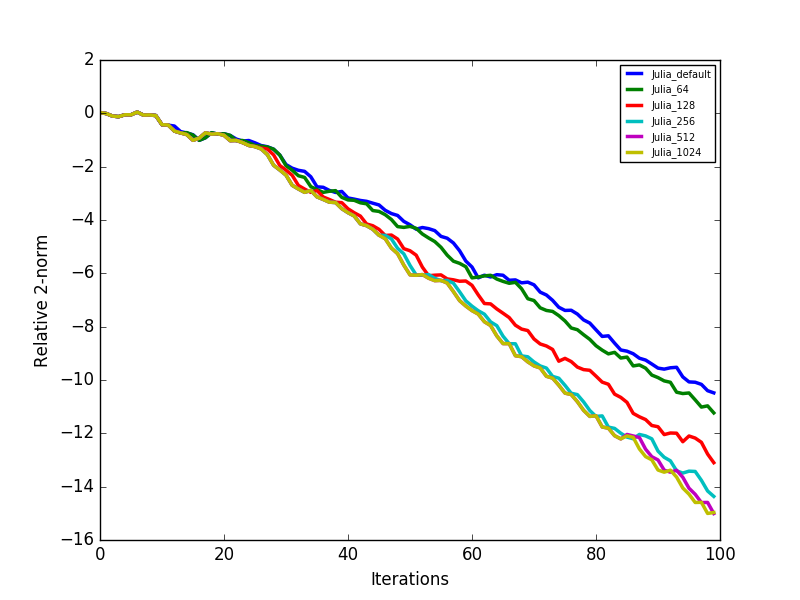 2
0
−2
−4
−6
−8
−10
−12
−14
−16
Relative 2-norm
0 20 40 60 80 100
Iterations
Julia_default
Julia_64
Julia_128
Julia_256
Julia_512
Julia_1024